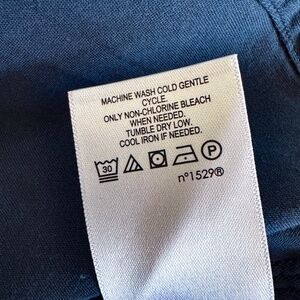 MACHINE WASH COLD GENTLE
CYCLE.
ONLY NON-CHLORINE BLEACH
WHEN NEEDED.
TUMBLE DRY LOW.
COOL IRON IF NEEDED.
30 P
n°1529®